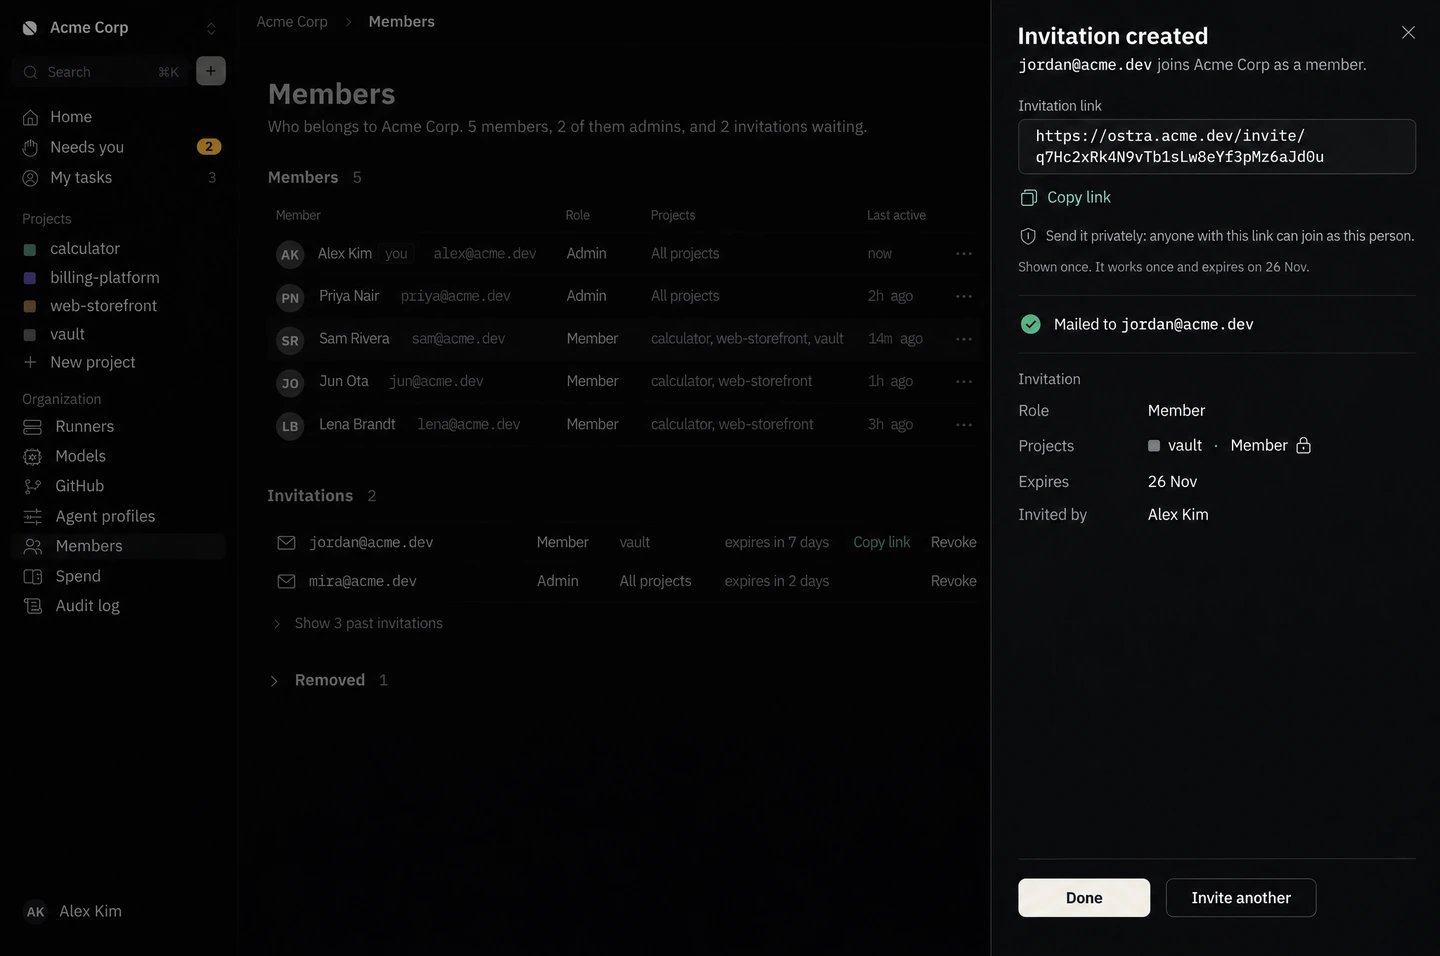 Acme Corp
Search ⌘K +
Home
Needs you 2
My tasks 3
Projects
calculator
billing-platform
web-storefront
vault
New project
Organization
Runners
Models
GitHub
Agent profiles
Members
Spend
Audit log
AK Alex Kim
Acme Corp > Members
Members
Who belongs to Acme Corp. 5 members, 2 of them admins, and 2 invitations waiting.
Members 5
Member Role Projects Last active
AK Alex Kim you alex@acme.dev Admin All projects now ...
PN Priya Nair priya@acme.dev Admin All projects 2h ago ...
SR Sam Rivera sam@acme.dev Member calculator, web-storefront, vault 14m ago ...
JO Jun Ota jun@acme.dev Member calculator, web-storefront 1h ago ...
LB Lena Brandt lena@acme.dev Member calculator, web-storefront 3h ago ...
Invitations 2
jordan@acme.dev Member vault expires in 7 days Copy link Revoke
mira@acme.dev Admin All projects expires in 2 days Revoke
Show 3 past invitations
Removed 1
Invitation created
jordan@acme.dev joins Acme Corp as a member.
Invitation link
https://ostra.acme.dev/invite/
q7Hc2xRk4N9vTb1sLw8eYf3pMz6aJd0u
Copy link
Send it privately: anyone with this link can join as this person.
Shown once. It works once and expires on 26 Nov.
Mailed to jordan@acme.dev
Invitation
Role Member
Projects vault · Member
Expires 26 Nov
Invited by Alex Kim
Done Invite another